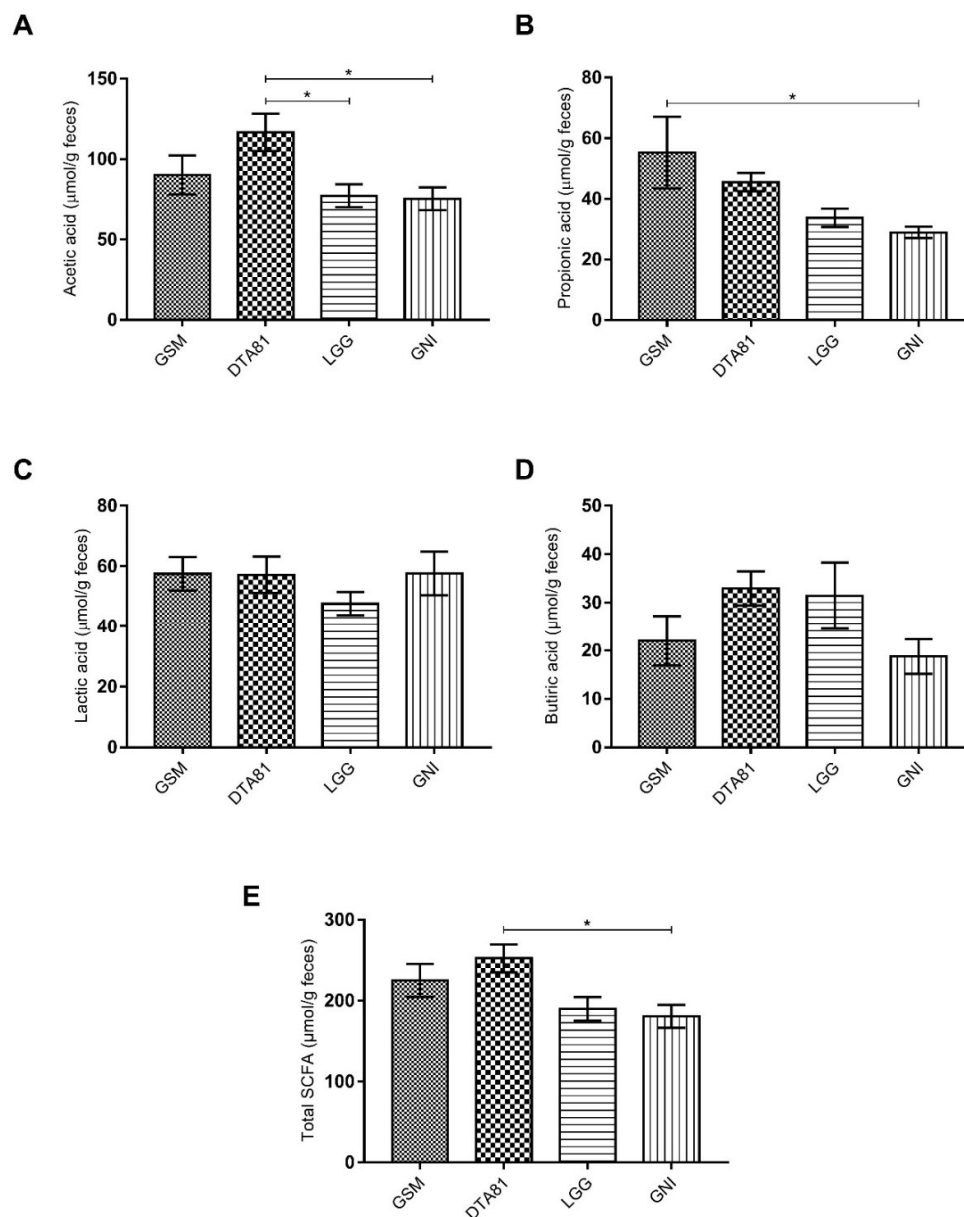 A
Acetic acid (µmol/g feces)
150
100
50
0
*
*
GSM
DTA81
LGG
GNI
B
Propionic acid (µmol/g feces)
80
60
40
20
0
*
GSM
DTA81
LGG
GNI
C
Lactic acid (µmol/g feces)
80
60
40
20
0
GSM
DTA81
LGG
GNI
D
Butiric acid (µmol/g feces)
50
40
30
20
10
0
GSM
DTA81
LGG
GNI
E
Total SCFA (µmol/g feces)
300
200
100
0
*
GSM
DTA81
LGG
GNI